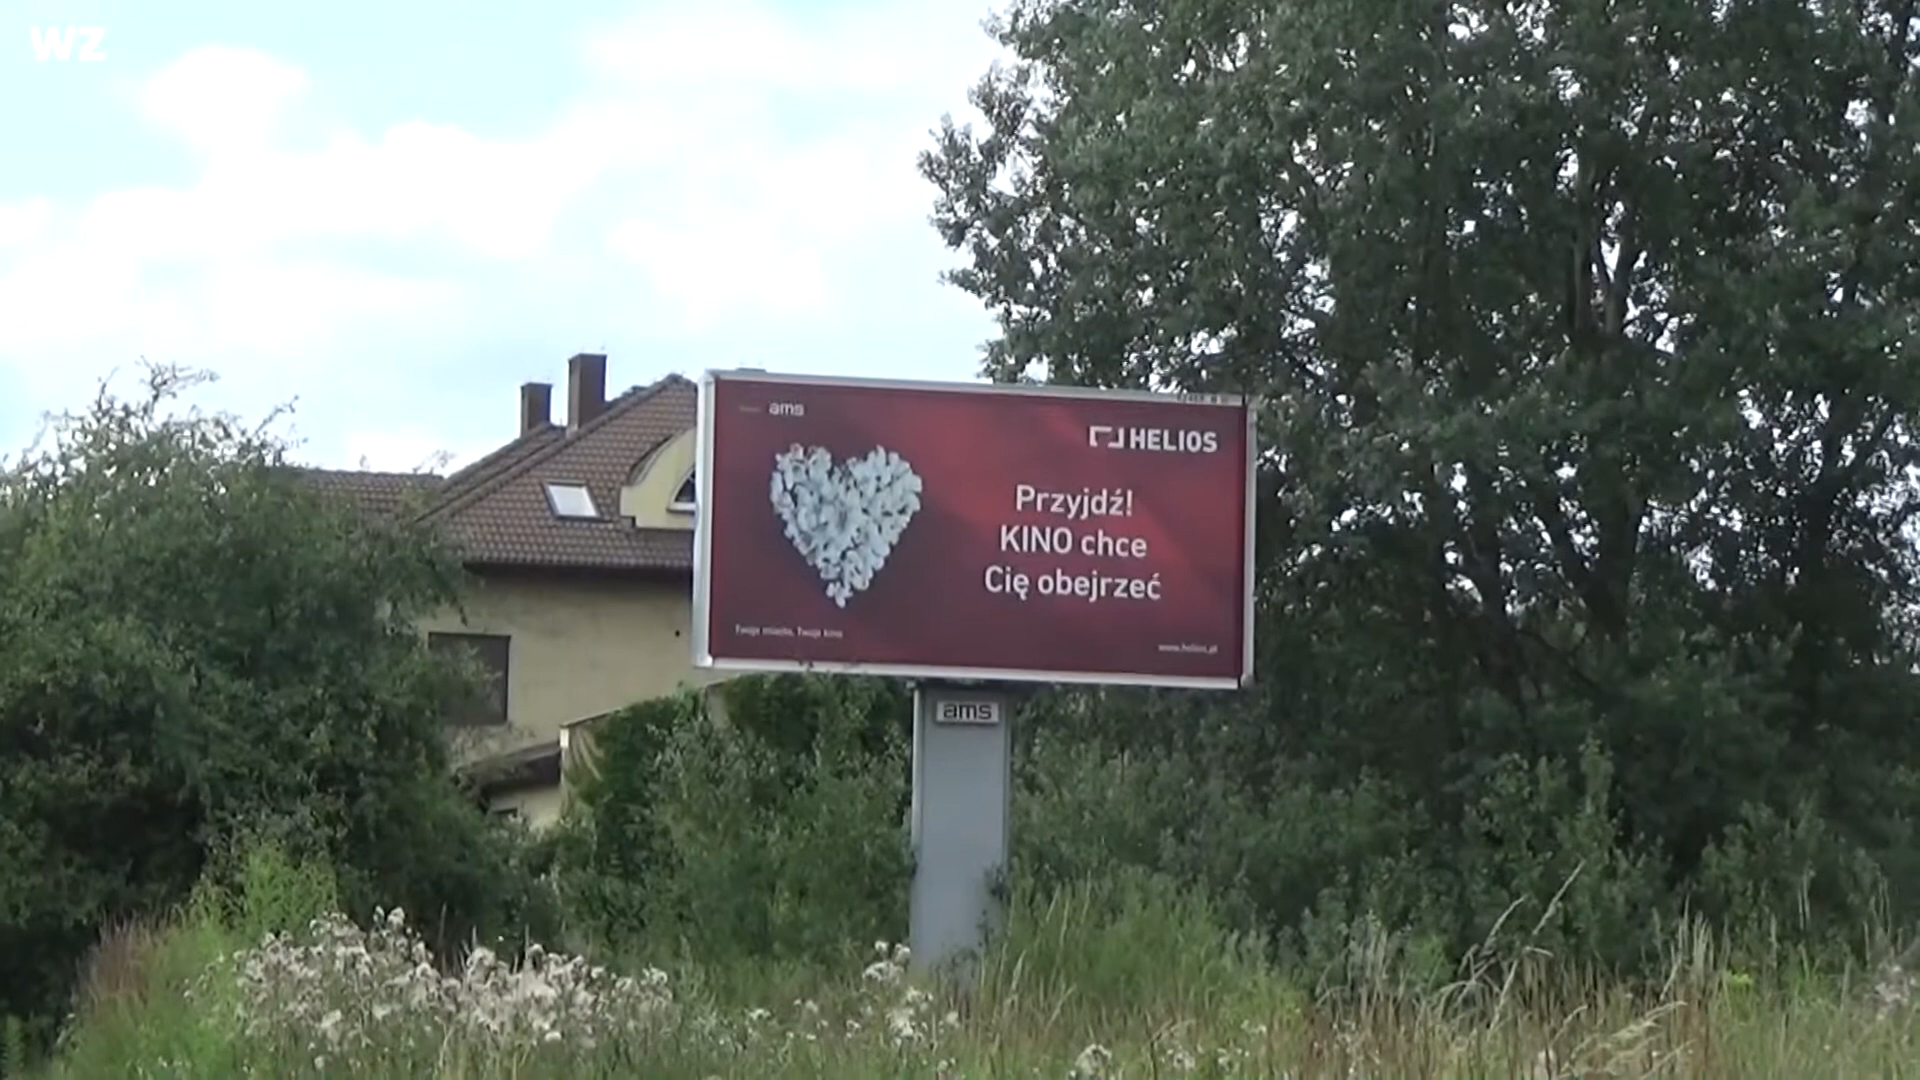 wz
ams
HELIOS
Przyjdź!
KINO chce
Cię obejrzeć
Twoje miasto, Twoje kino
www.helios.pl
ams